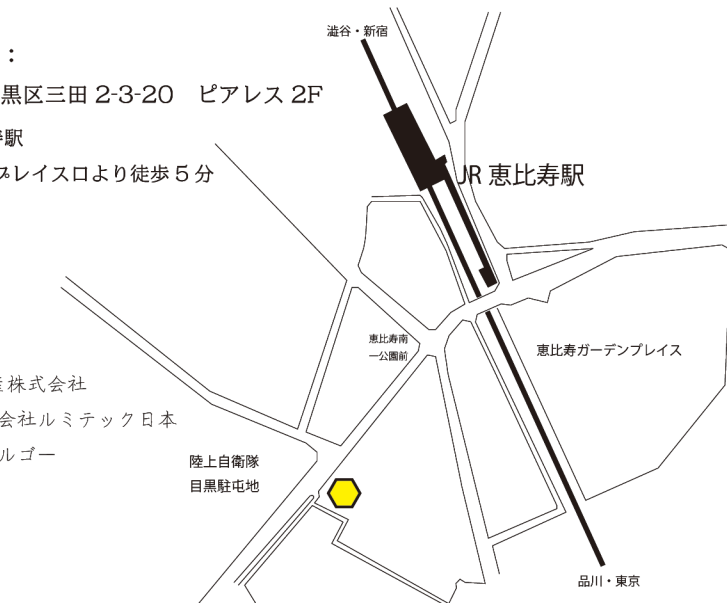 澁谷・新宿
：
黒区三田 2-3-20　ピアレス 2F
駅
プレイス口より徒歩 5 分
JR 恵比寿駅
恵比寿南
一公園前
恵比寿ガーデンプレイス
株式会社
会社ルミテック日本
ルゴー
陸上自衛隊
目黒駐屯地
品川・東京